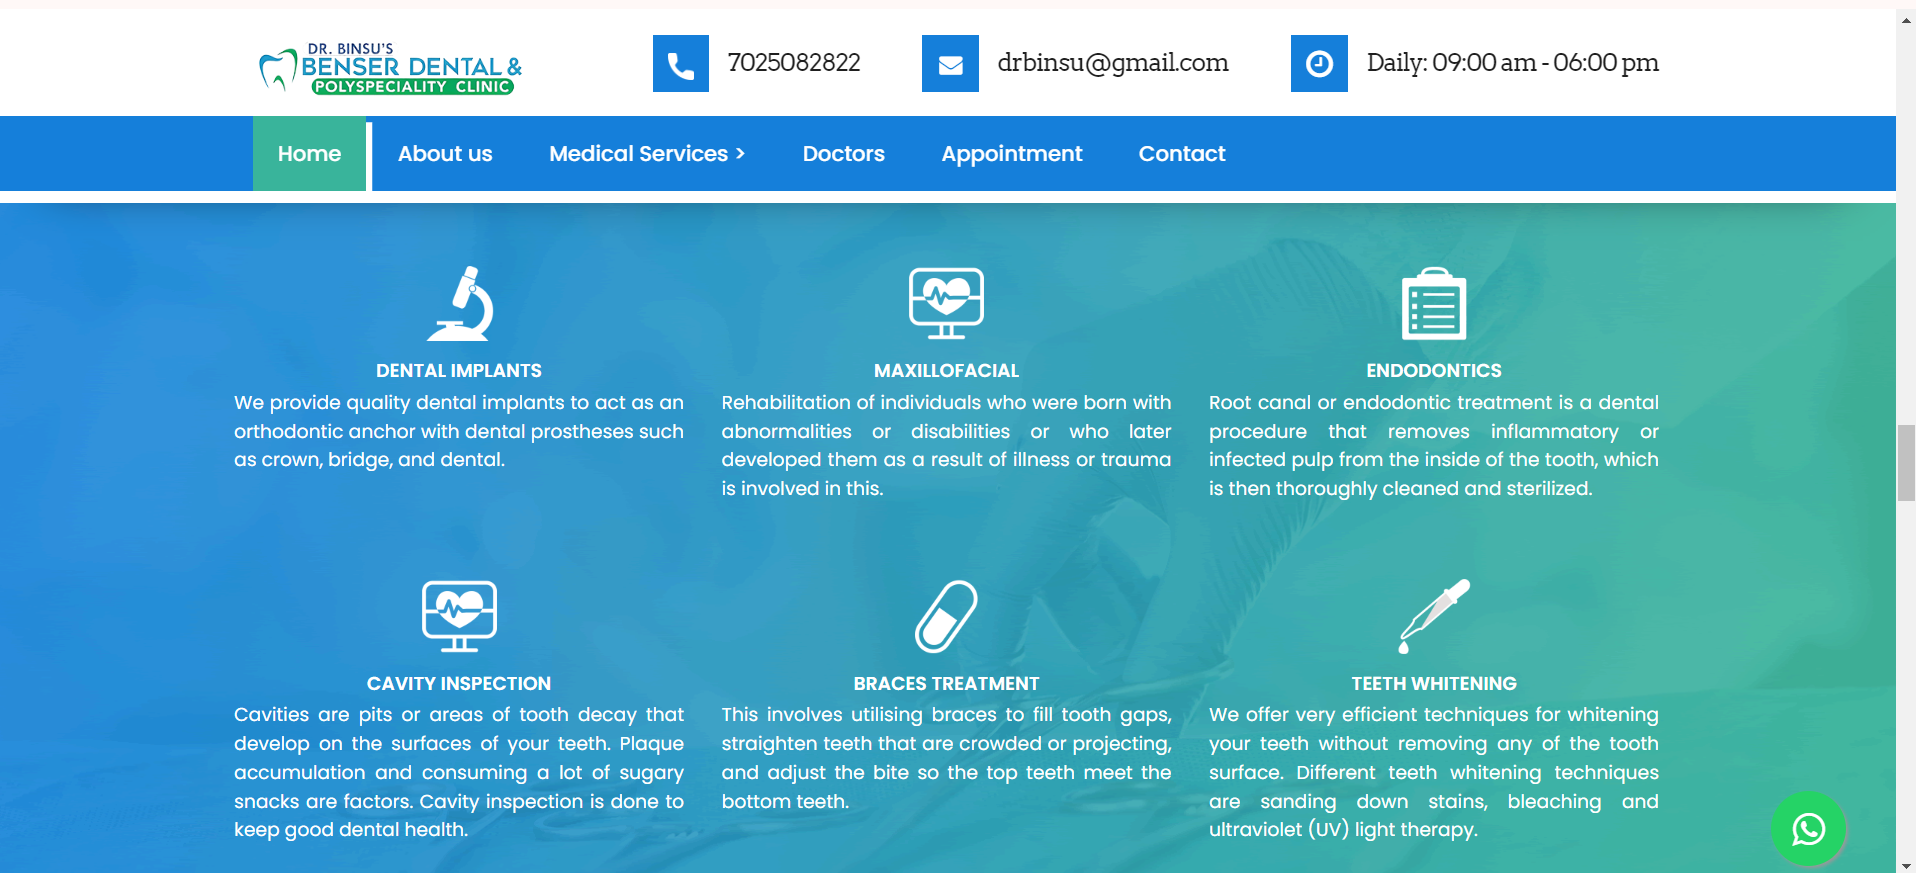 DR. BINSU'S
BENSER DENTAL &
POLYSPECIALITY CLINIC
7025082822
drbinsu@gmail.com
Daily: 09:00 am - 06:00 pm
Home
About us
Medical Services >
Doctors
Appointment
Contact
DENTAL IMPLANTS
We provide quality dental implants to act as an
orthodontic anchor with dental prostheses such
as crown, bridge, and dental.
MAXILLOFACIAL
Rehabilitation of individuals who were born with
abnormalities or disabilities or who later
developed them as a result of illness or trauma
is involved in this.
ENDODONTICS
Root canal or endodontic treatment is a dental
procedure that removes inflammatory or
infected pulp from the inside of the tooth, which
is then thoroughly cleaned and sterilized.
CAVITY INSPECTION
Cavities are pits or areas of tooth decay that
develop on the surfaces of your teeth. Plaque
accumulation and consuming a lot of sugary
snacks are factors. Cavity inspection is done to
keep good dental health.
BRACES TREATMENT
This involves utilising braces to fill tooth gaps,
straighten teeth that are crowded or projecting,
and adjust the bite so the top teeth meet the
bottom teeth.
TEETH WHITENING
We offer very efficient techniques for whitening
your teeth without removing any of the tooth
surface. Different teeth whitening techniques
are sanding down stains, bleaching and
ultraviolet (UV) light therapy.